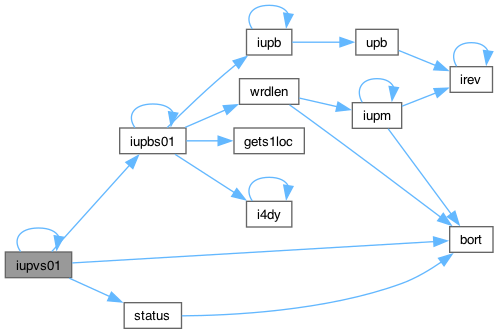 iupb
upb
irev
wrdlen
iupm
iupbs01
gets1loc
i4dy
iupvs01
bort
status